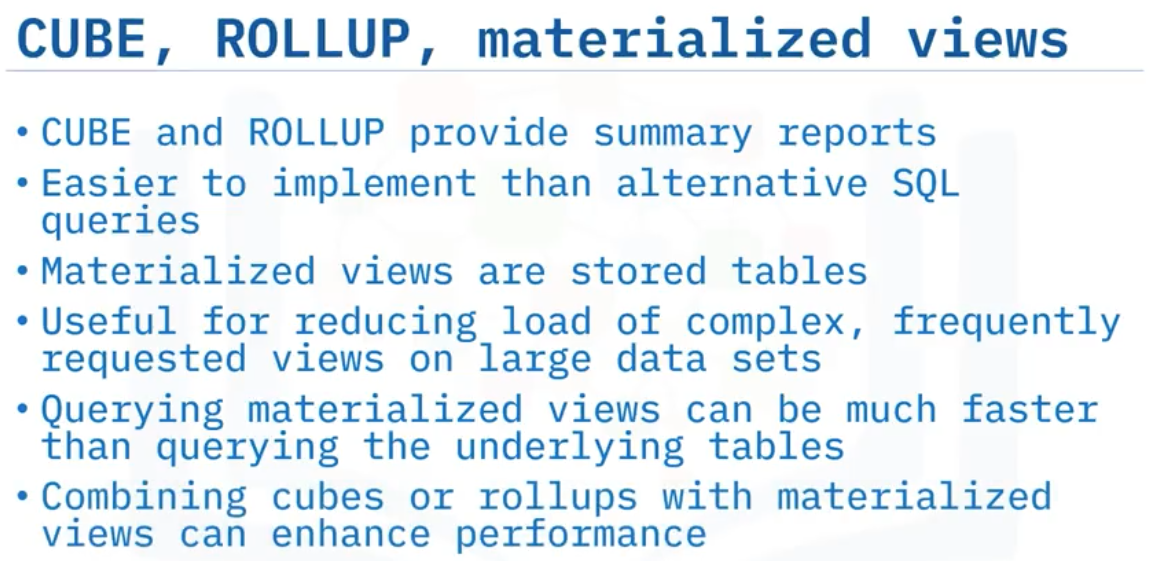 CUBE, ROLLUP, materialized views
• CUBE and ROLLUP provide summary reports
• Easier to implement than alternative SQL
queries
• Materialized views are stored tables
• Useful for reducing load of complex, frequently
requested views on large data sets
• Querying materialized views can be much faster
than querying the underlying tables
• Combining cubes or rollups with materialized
views can enhance performance